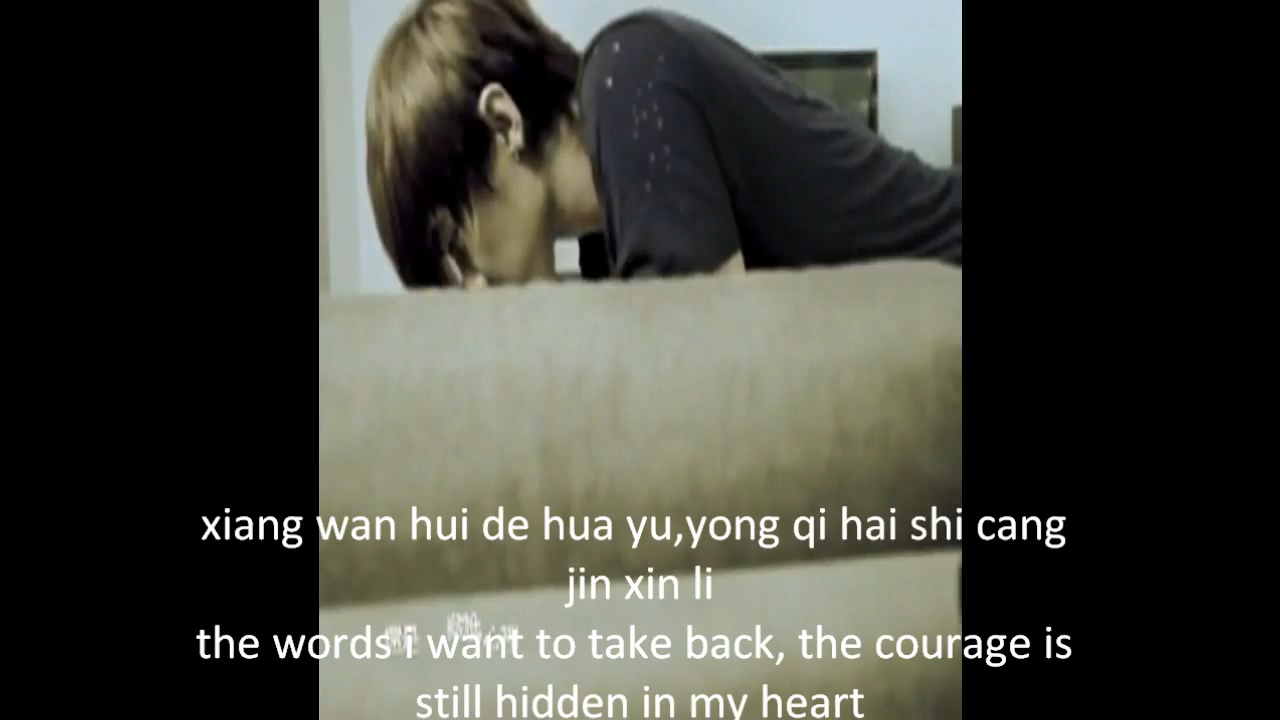 xiang wan hui de hua yu,yong qi hai shi cang
jin xin li
the words i want to take back, the courage is
still hidden in my heart